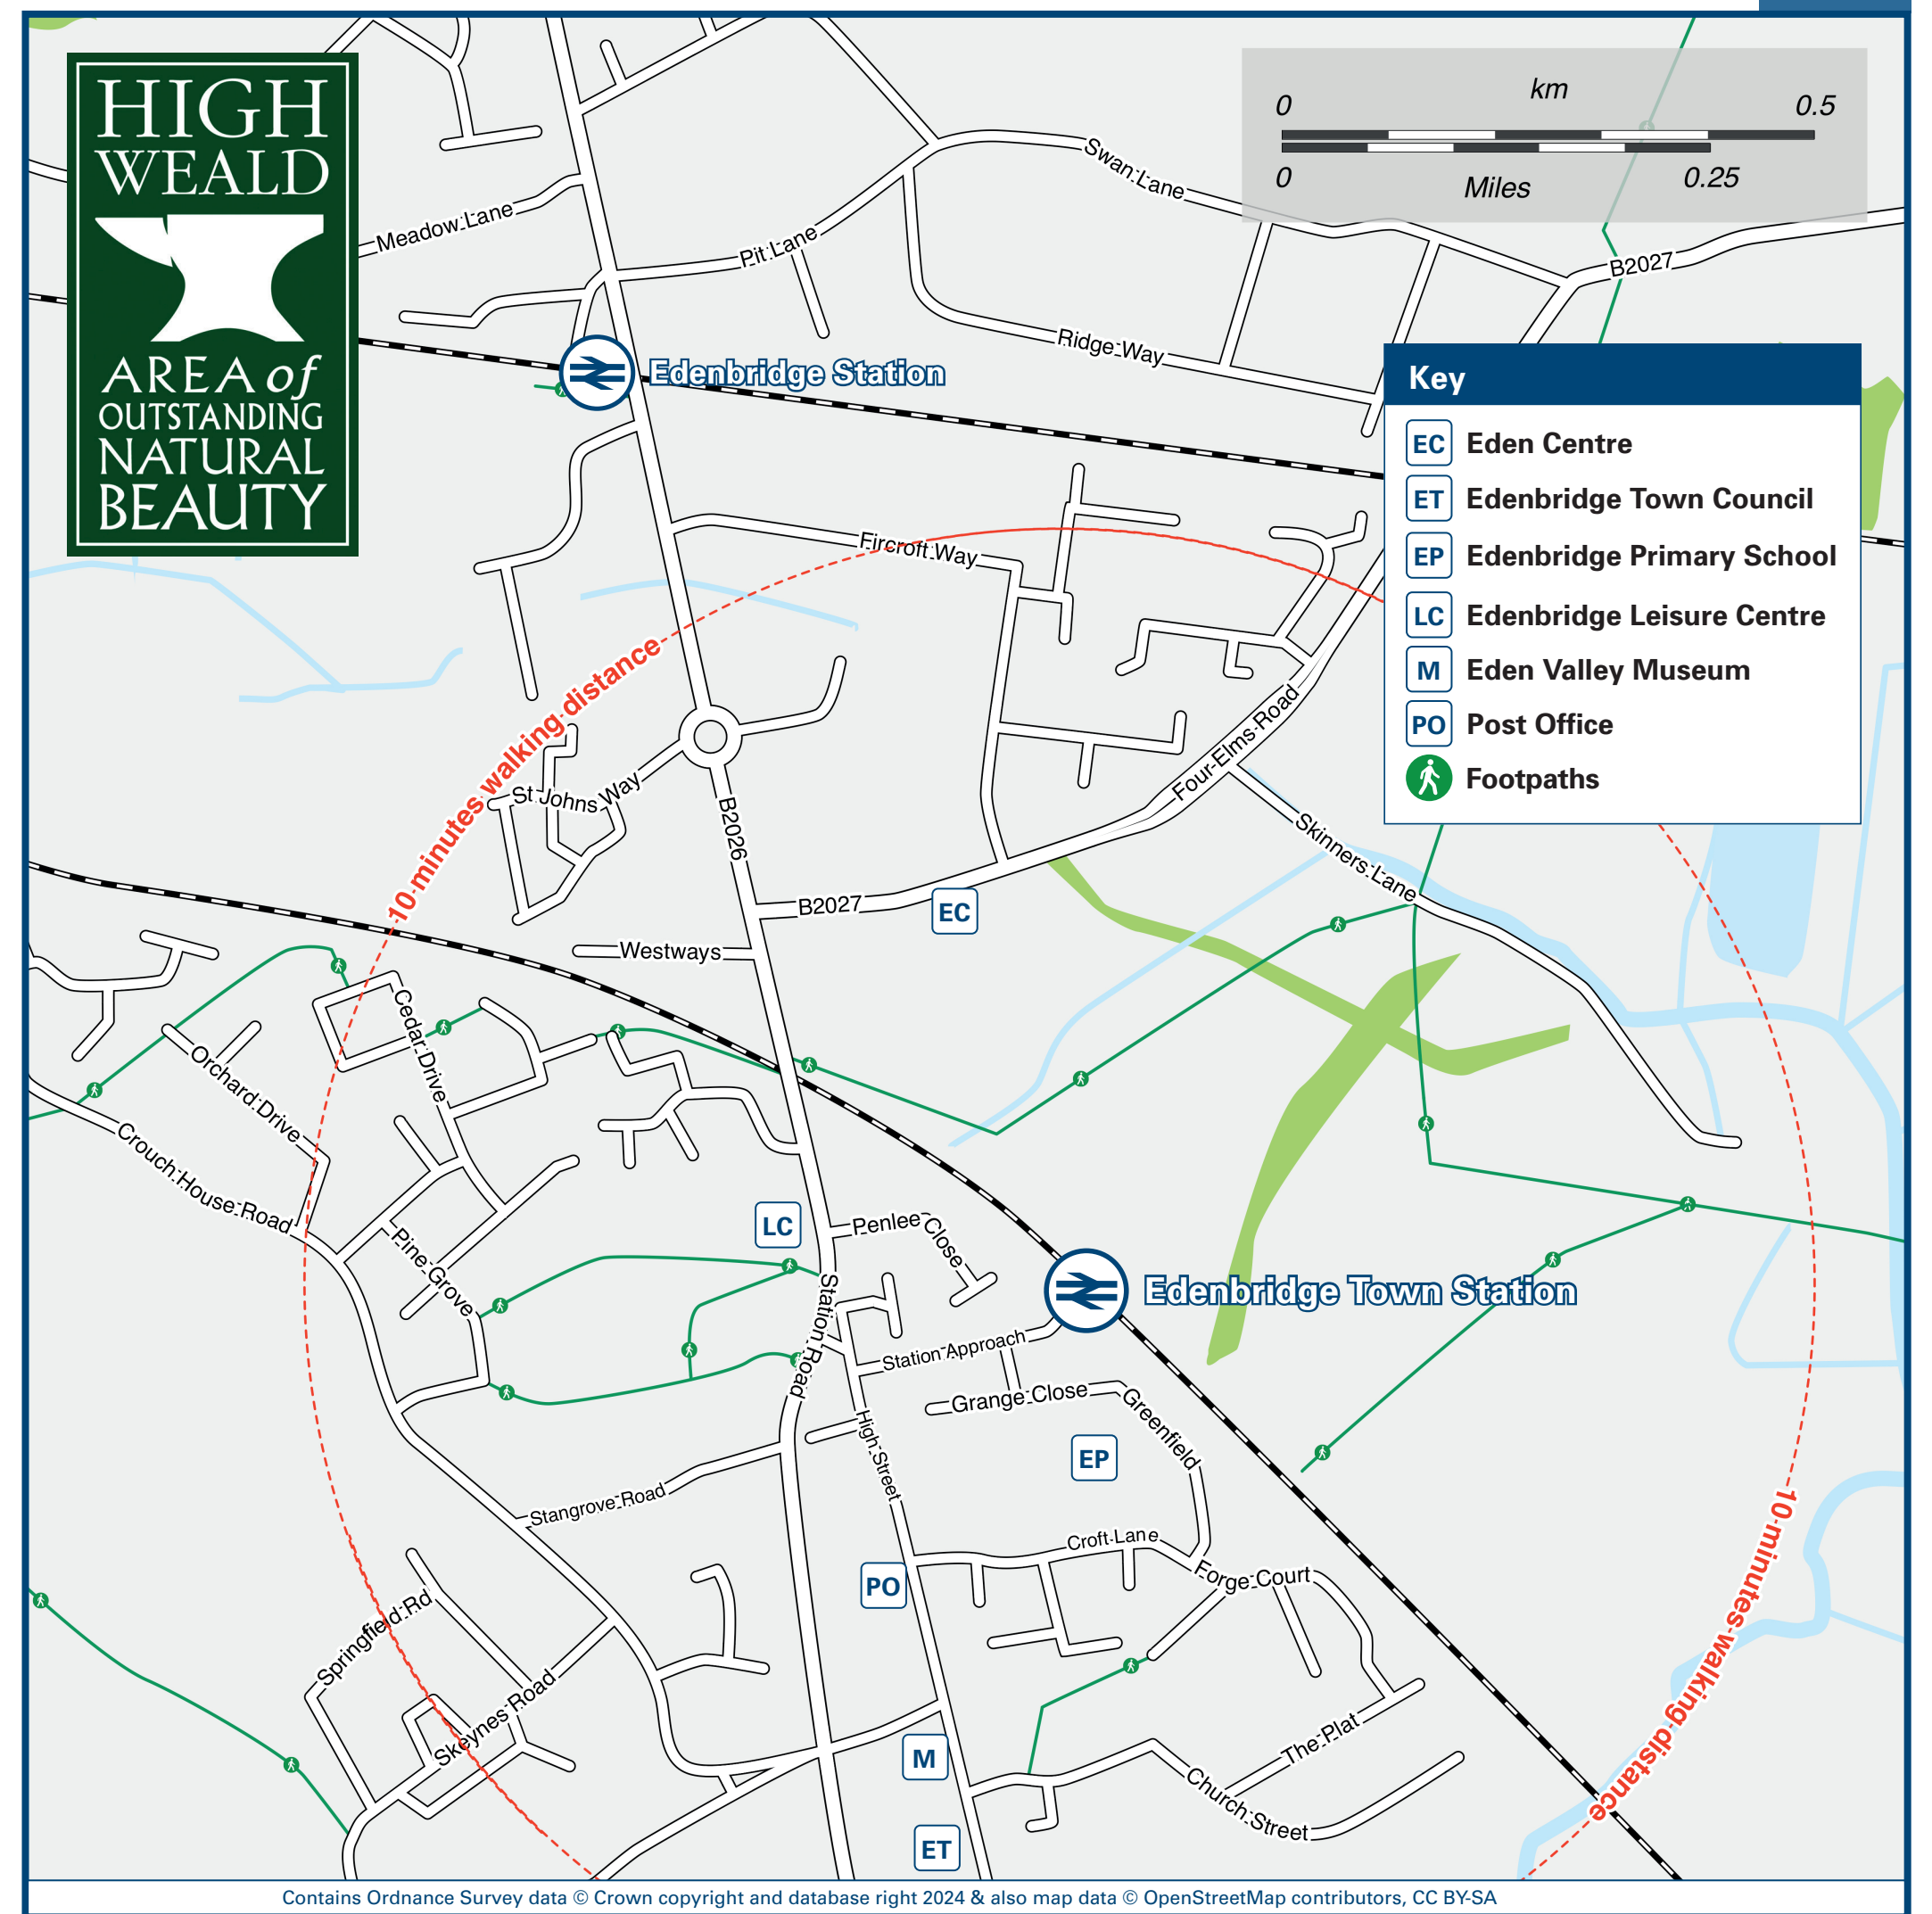 HIGH
WEALD
AREA of
OUTSTANDING
NATURAL
BEAUTY
km
0 0.5
0 Miles 0.25
Swan Lane
Meadow Lane
Pit Lane
B2027
Ridge Way
Edenbridge Station
Key
EC Eden Centre
ET Edenbridge Town Council
EP Edenbridge Primary School
LC Edenbridge Leisure Centre
M Eden Valley Museum
PO Post Office
Footpaths
Fircroft Way
10 minutes walking distance
St Johns Way
B2026
Four Elms Road
Skinners Lane
B2027
EC
Westways
Cedar Drive
Orchard Drive
Crouch House Road
Pine Grove
LC
Penlee Close
Station Road
Edenbridge Town Station
Station Approach
Grange Close
Greenfield
High Street
EP
Stangrove Road
Croft Lane
Forge Court
PO
Springfield Rd
Skeynes Road
M
The Plat
Church Street
ET
10 minutes walking distance
Contains Ordnance Survey data © Crown copyright and database right 2024 & also map data © OpenStreetMap contributors, CC BY-SA